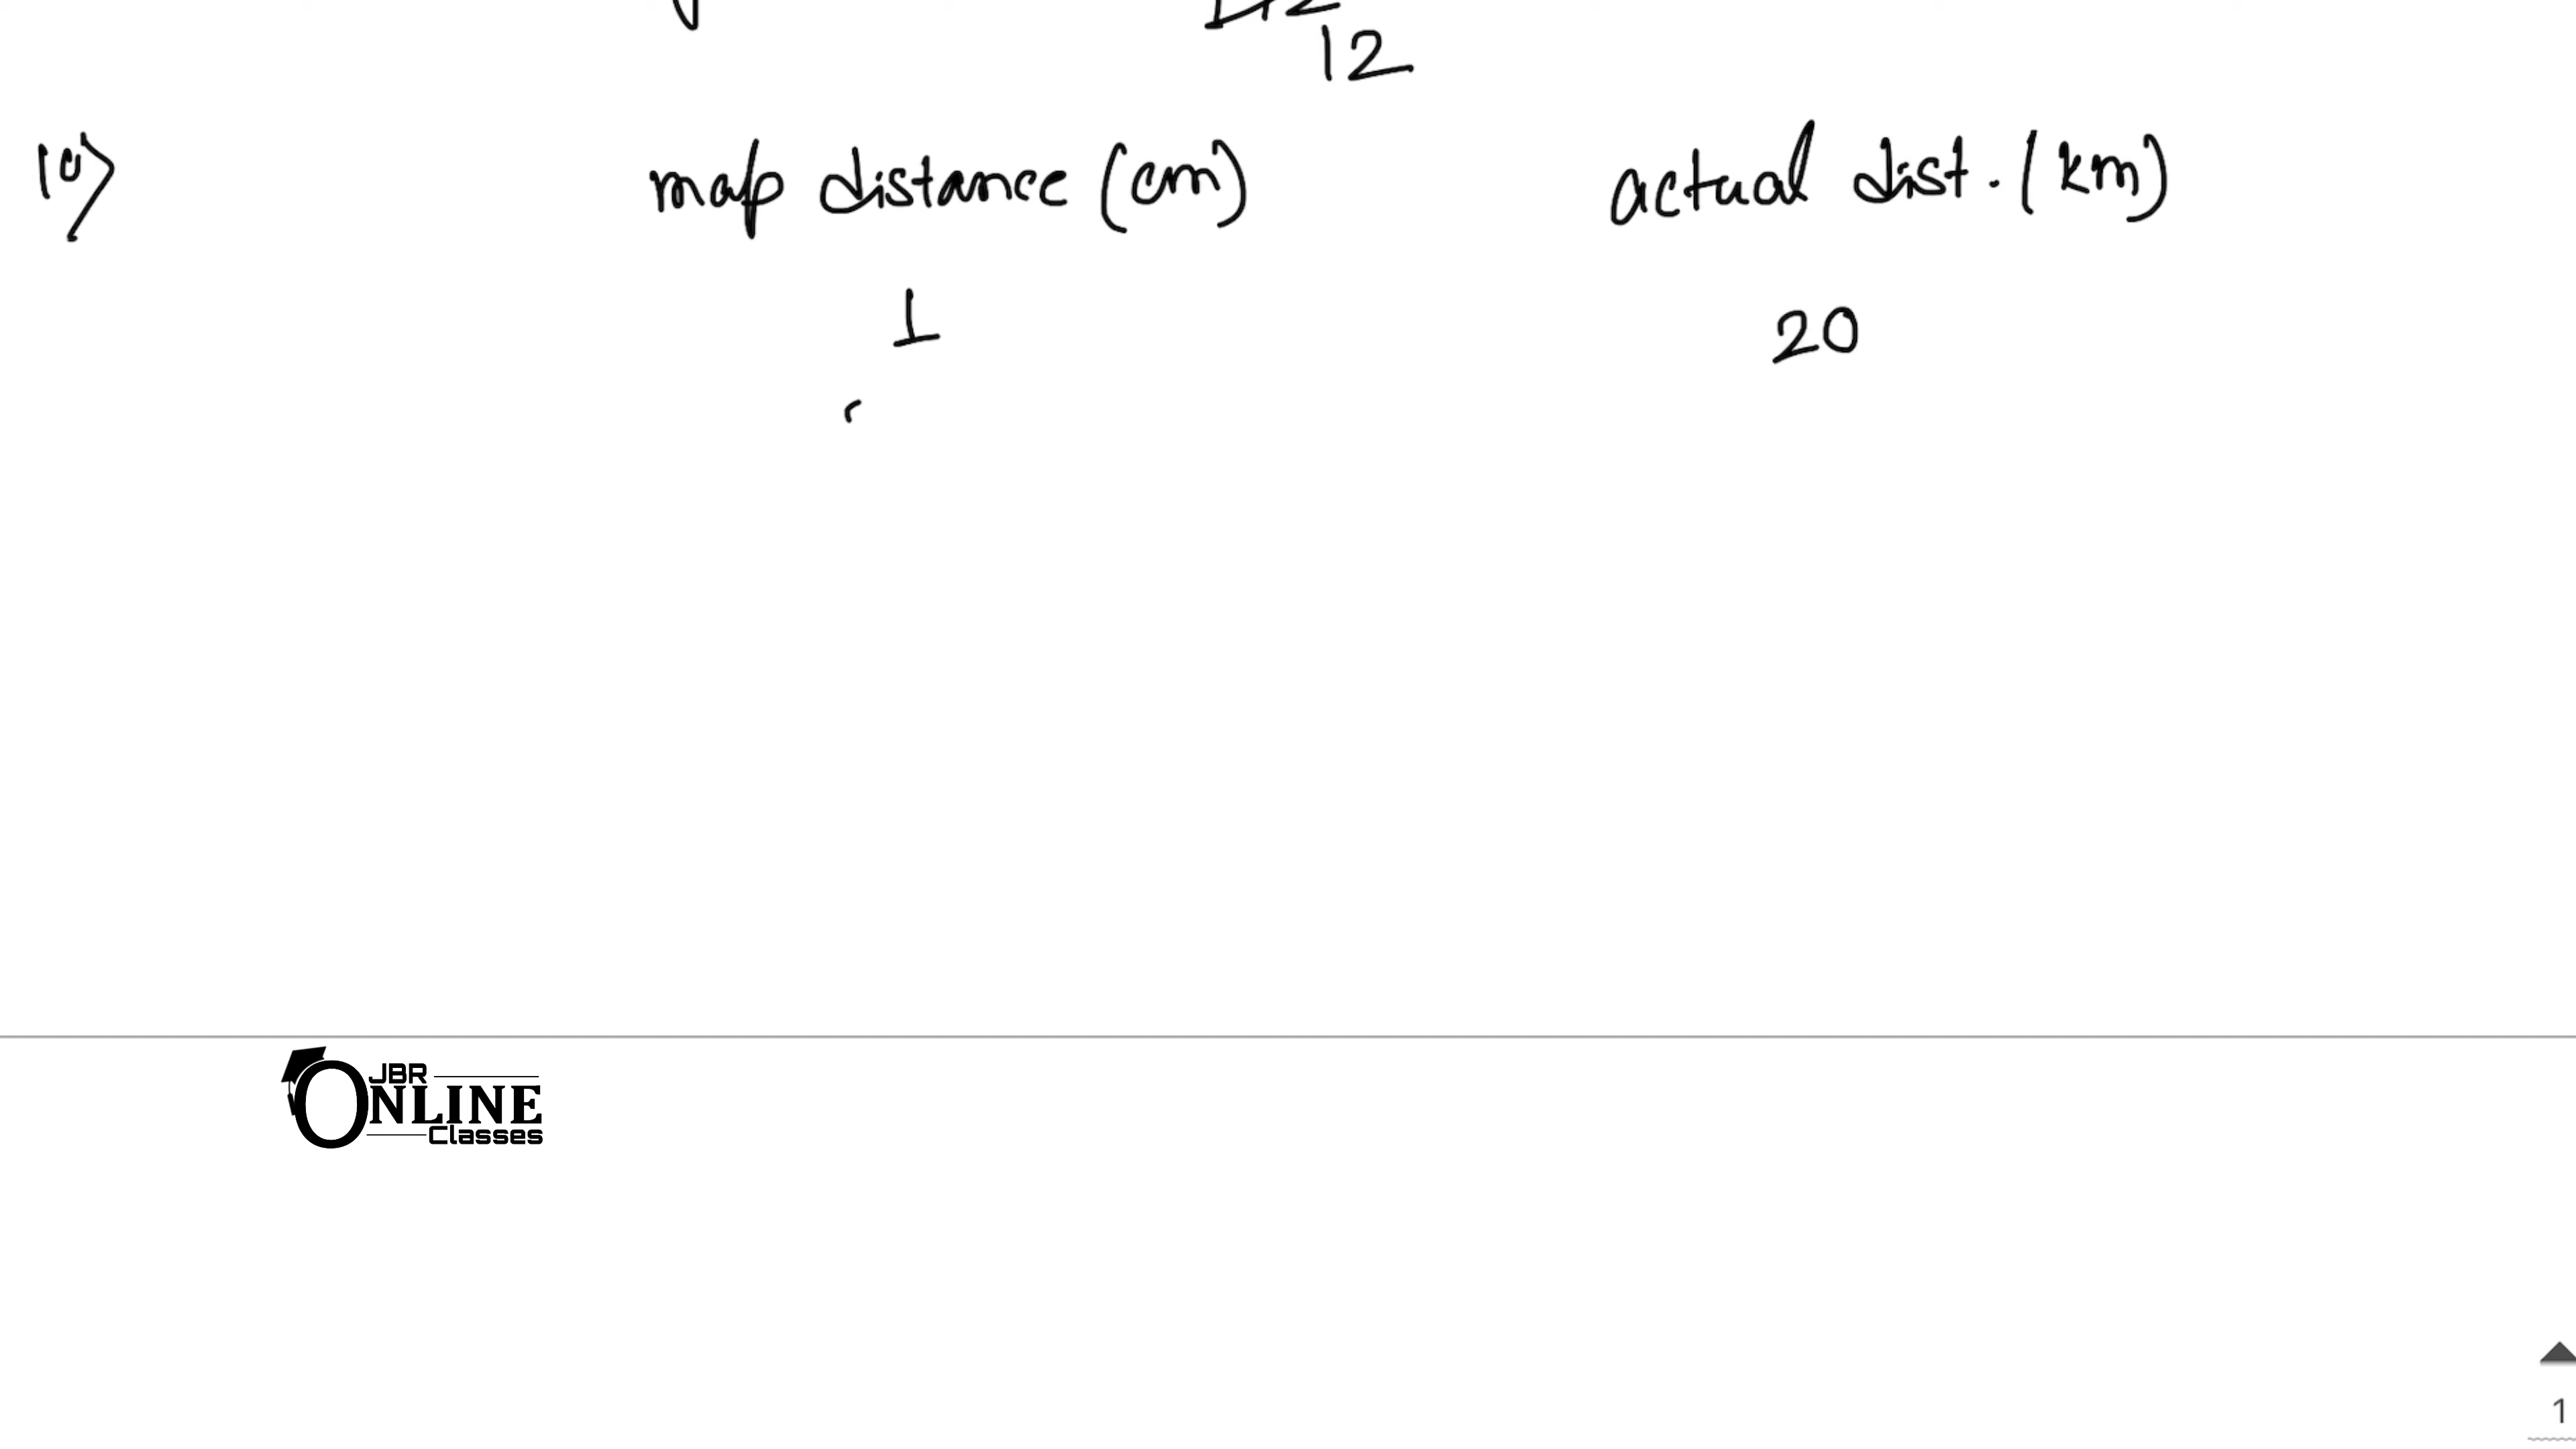 12
10>
map distance (cm) actual dist. (km)
1 20
JBR
ONLINE
Classes
1